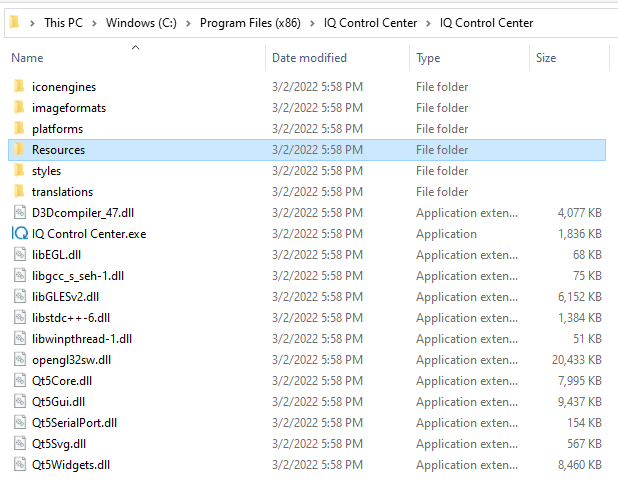 This PC > Windows (C:) > Program Files (x86) > IQ Control Center > IQ Control Center
Name Date modified Type Size
iconengines 3/2/2022 5:58 PM File folder
imageformats 3/2/2022 5:58 PM File folder
platforms 3/2/2022 5:58 PM File folder
Resources 3/2/2022 5:58 PM File folder
styles 3/2/2022 5:58 PM File folder
translations 3/2/2022 5:58 PM File folder
D3Dcompiler_47.dll 3/2/2022 5:58 PM Application exten... 4,077 KB
IQ IQ Control Center.exe 3/2/2022 5:58 PM Application 1,836 KB
libEGL.dll 3/2/2022 5:58 PM Application exten... 68 KB
libgcc_s_seh-1.dll 3/2/2022 5:58 PM Application exten... 75 KB
libGLESv2.dll 3/2/2022 5:58 PM Application exten... 6,152 KB
libstdc++-6.dll 3/2/2022 5:58 PM Application exten... 1,384 KB
libwinpthread-1.dll 3/2/2022 5:58 PM Application exten... 51 KB
opengl32sw.dll 3/2/2022 5:58 PM Application exten... 20,433 KB
Qt5Core.dll 3/2/2022 5:58 PM Application exten... 7,995 KB
Qt5Gui.dll 3/2/2022 5:58 PM Application exten... 9,437 KB
Qt5SerialPort.dll 3/2/2022 5:58 PM Application exten... 154 KB
Qt5Svg.dll 3/2/2022 5:58 PM Application exten... 567 KB
Qt5Widgets.dll 3/2/2022 5:58 PM Application exten... 8,460 KB